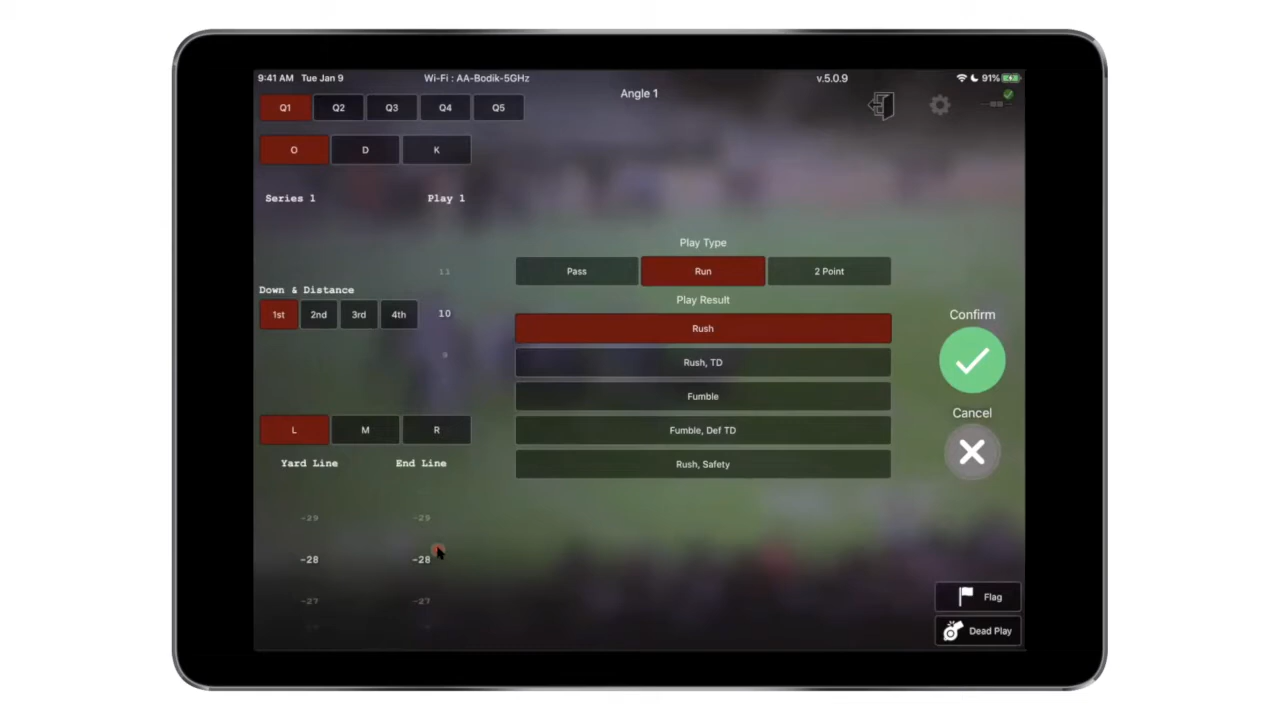 9:41 AM Tue Jan 9
Wi-Fi : AA-Bodik-5GHz
v.5.0.9
91%
Angle 1
Q1 Q2 Q3 Q4 Q5
O D K
Series 1 Play 1
Play Type
11
Pass Run 2 Point
Down & Distance
Play Result
1st 2nd 3rd 4th 10
Confirm
Rush
9
Rush, TD
Fumble
Cancel
L M R
Fumble, Def TD
Yard Line End Line
Rush, Safety
-29 -29
-28 -28
-27 -27
Flag
Dead Play